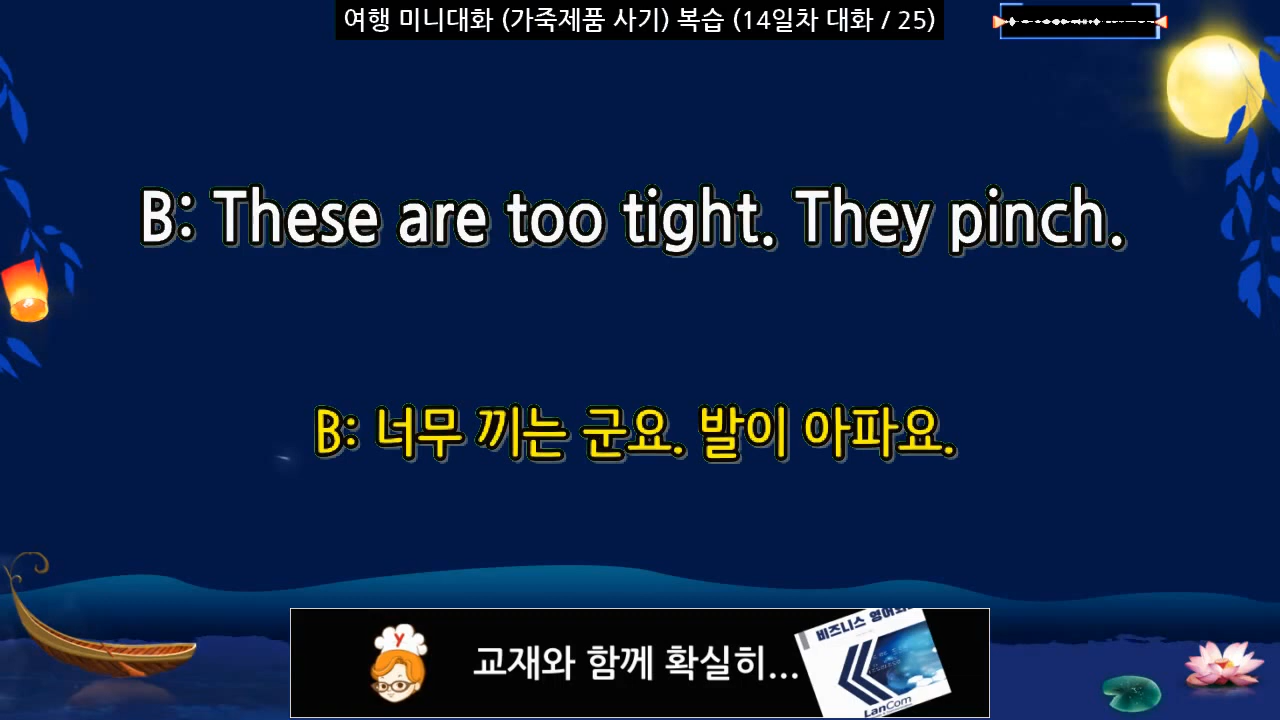 여행 미니대화 (가죽제품 사기) 복습 (14일차 대화 / 25)
B: These are too tight. They pinch.
B: 너무 끼는 군요. 발이 아파요.
Y
교재와 함께 확실히...
비즈니스
LanCom